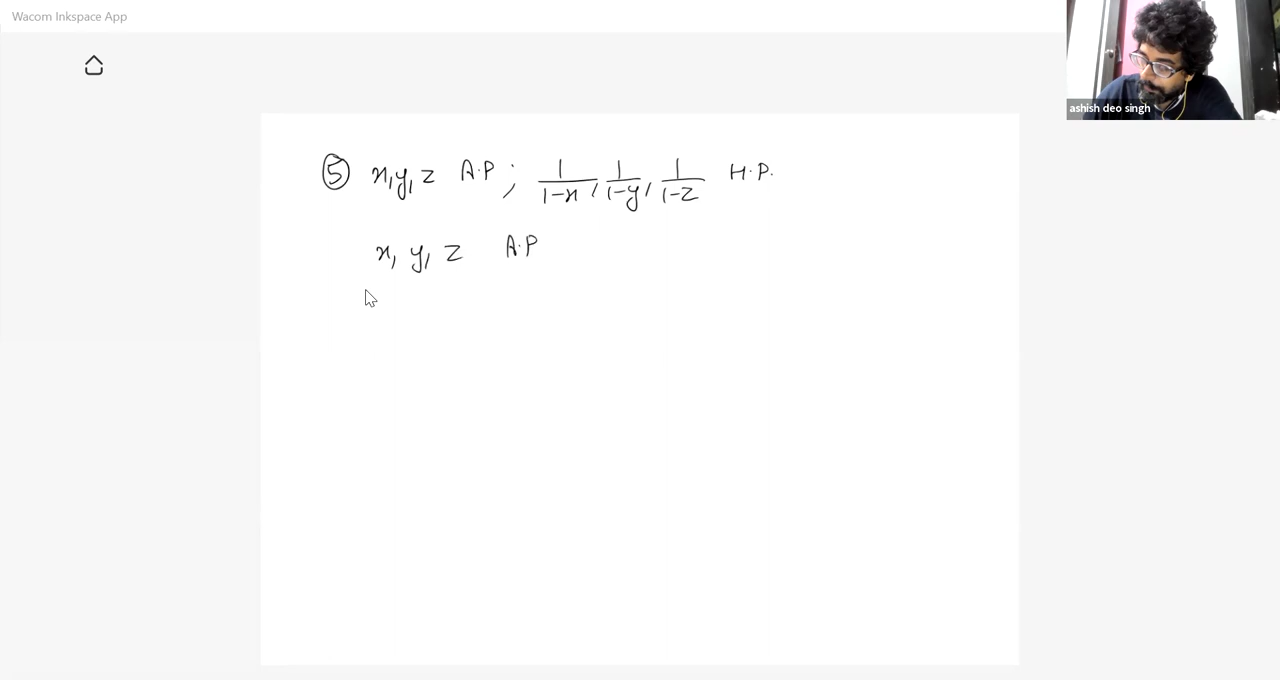 Wacom Inkspace App
ashish deo singh
⑤ x, y, z A.P ; 1/(1-x), 1/(1-y), 1/(1-z) H.P.
x, y, z A.P